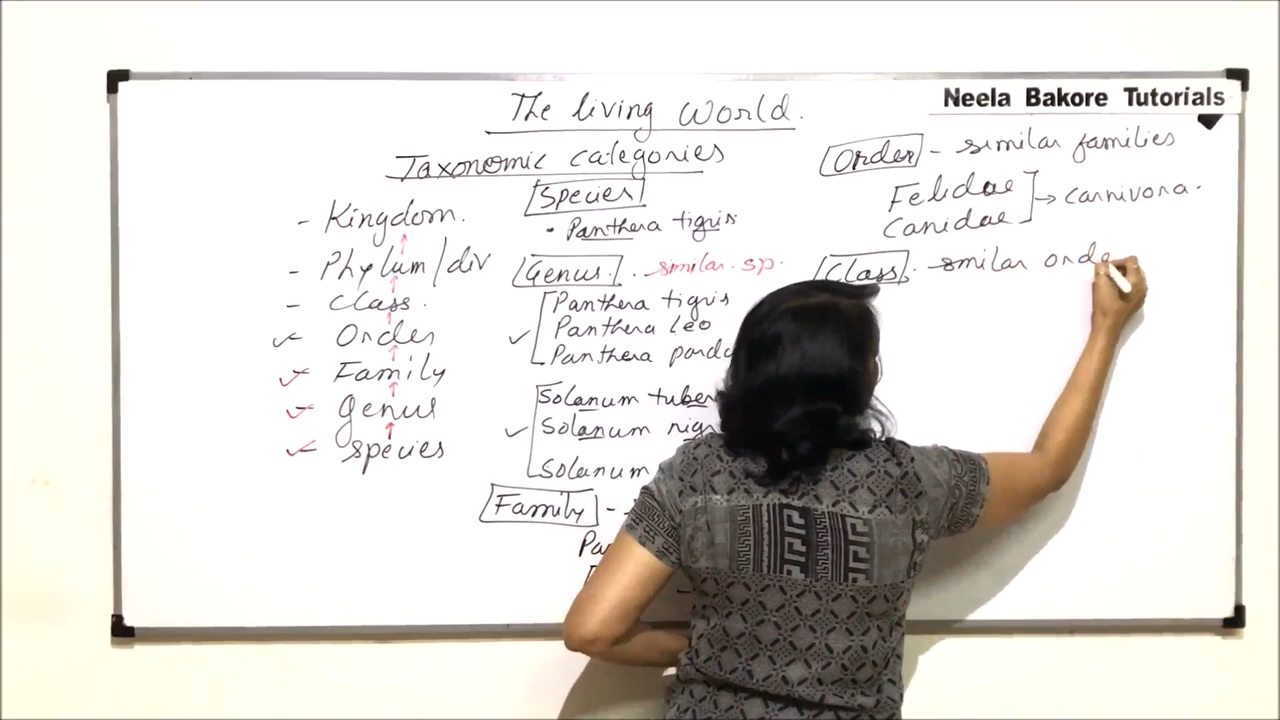 The living World.
Neela Bakore Tutorials
Taxonomic categories
- Kingdom.
- Phylum/div
- Class.
✓ Order
✓ Family
✓ Genus
✓ species
Species
• Panthera tigris
Genus. similar sp.
Panthera tigris
Panthera leo
Panthera
Solanum
Solanum
Solanum
Family -
Order - similar families
Felidae
Canidae → carnivora.
Class. smilar orde